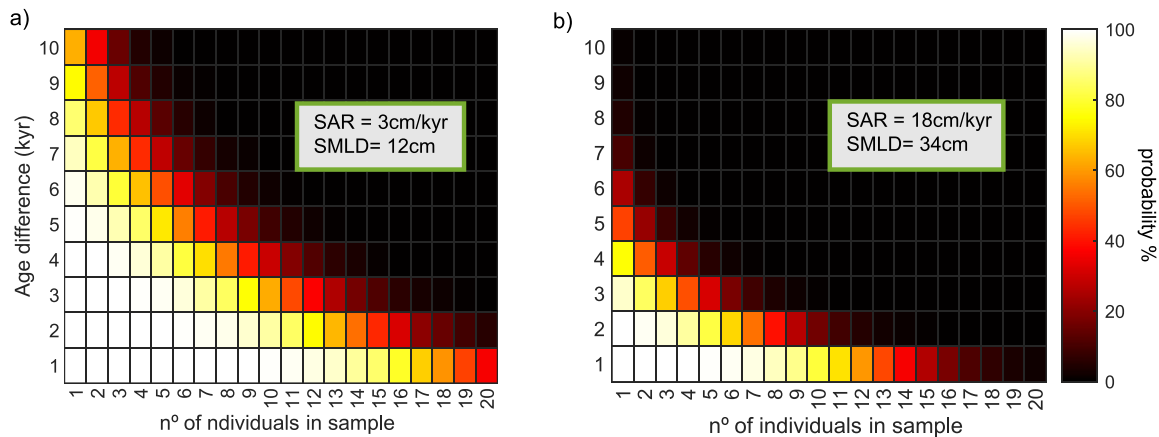 a)
Age difference (kyr)
10
9
8
7
6
5
4
3
2
1
SAR = 3cm/kyr
SMLD= 12cm
1 2 3 4 5 6 7 8 9 10 11 12 13 14 15 16 17 18 19 20
nº of ndividuals in sample
b)
10
9
8
7
6
5
4
3
2
1
SAR = 18cm/kyr
SMLD= 34cm
1 2 3 4 5 6 7 8 9 10 11 12 13 14 15 16 17 18 19 20
nº of individuals in sample
100
80
60
40
20
0
probability %